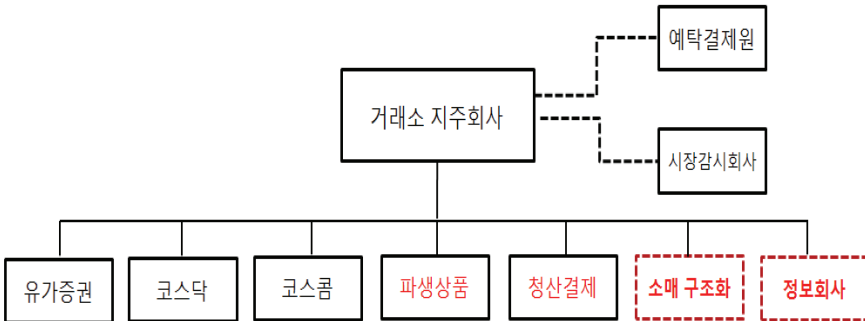 예탁결제원
거래소 지주회사
시장감시회사
유가증권
코스닥
코스콤
파생상품
청산결제
소매 구조화
정보회사